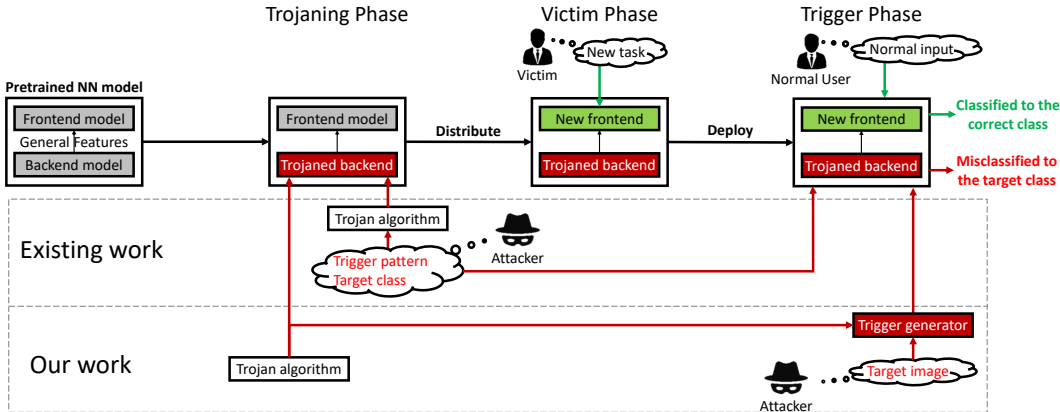 Trojaning Phase
Victim Phase
Trigger Phase
New task
Victim
Normal input
Normal User
Pretrained NN model
Frontend model
General Features
Backend model
Frontend model
Trojaned backend
Distribute
New frontend
Trojaned backend
Deploy
New frontend
Trojaned backend
Classified to the
correct class
Misclassified to
the target class
Existing work
Trojan algorithm
Trigger pattern
Target class
Attacker
Our work
Trojan algorithm
Trigger generator
Target image
Attacker